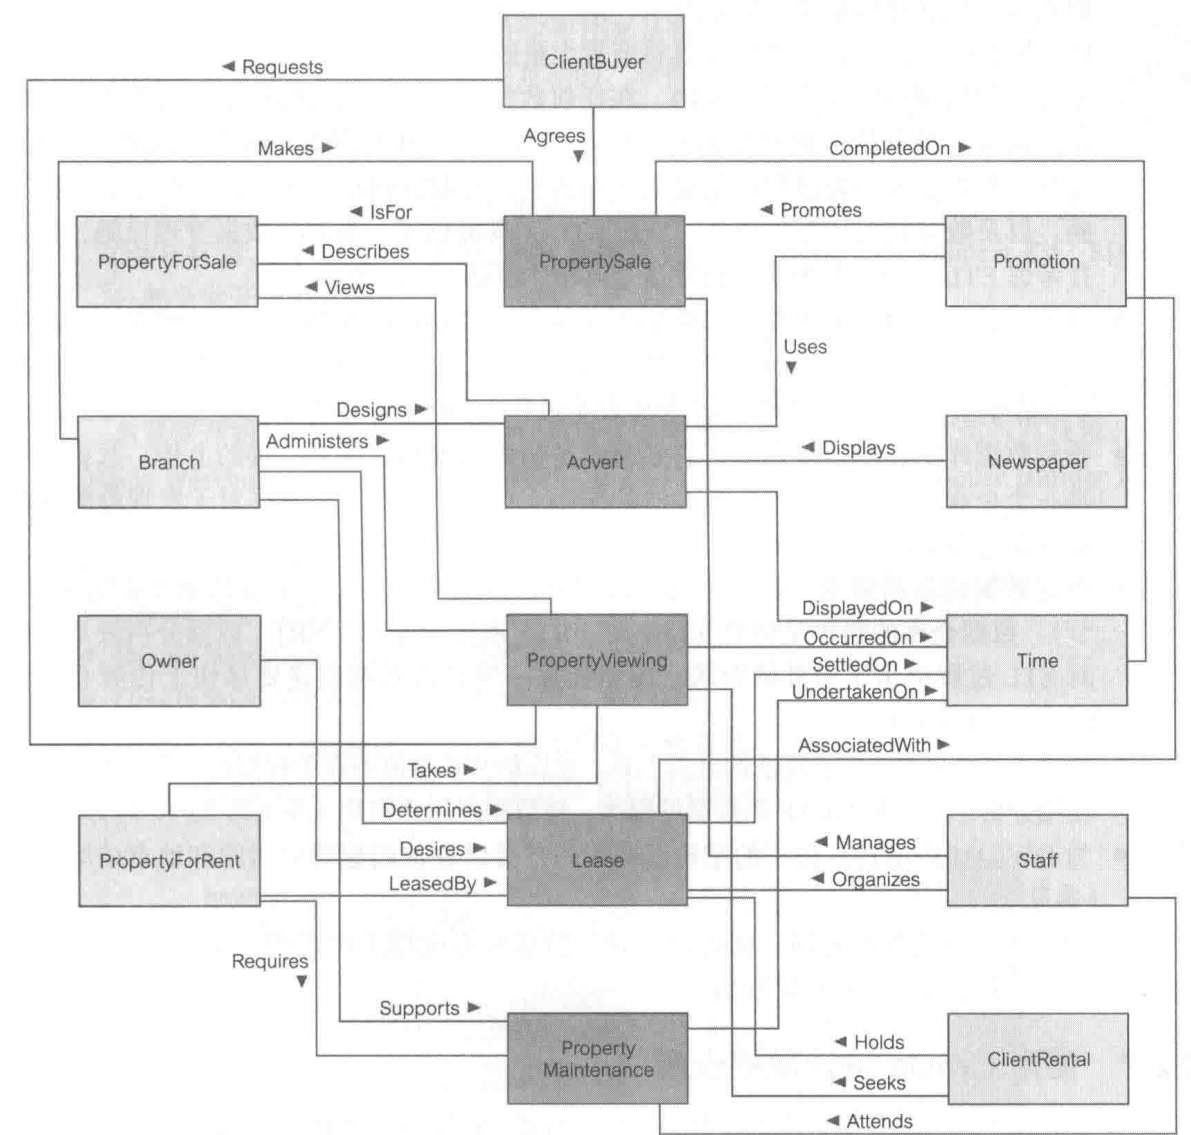 ClientBuyer
◄ Requests
Agrees
▼
Makes ►
CompletedOn ►
◄ IsFor
◄ Promotes
PropertyForSale
◄ Describes
PropertySale
Promotion
◄ Views
Uses
▼
Designs ►
Administers ►
Branch
Advert
◄ Displays
Newspaper
DisplayedOn ►
OccurredOn ►
Owner
PropertyViewing
SettledOn ►
Time
UndertakenOn ►
AssociatedWith ►
Takes ►
Determines ►
◄ Manages
Desires ►
PropertyForRent
Lease
Staff
LeasedBy ►
◄ Organizes
Requires
▼
Supports ►
◄ Holds
Property
Maintenance
ClientRental
◄ Seeks
◄ Attends